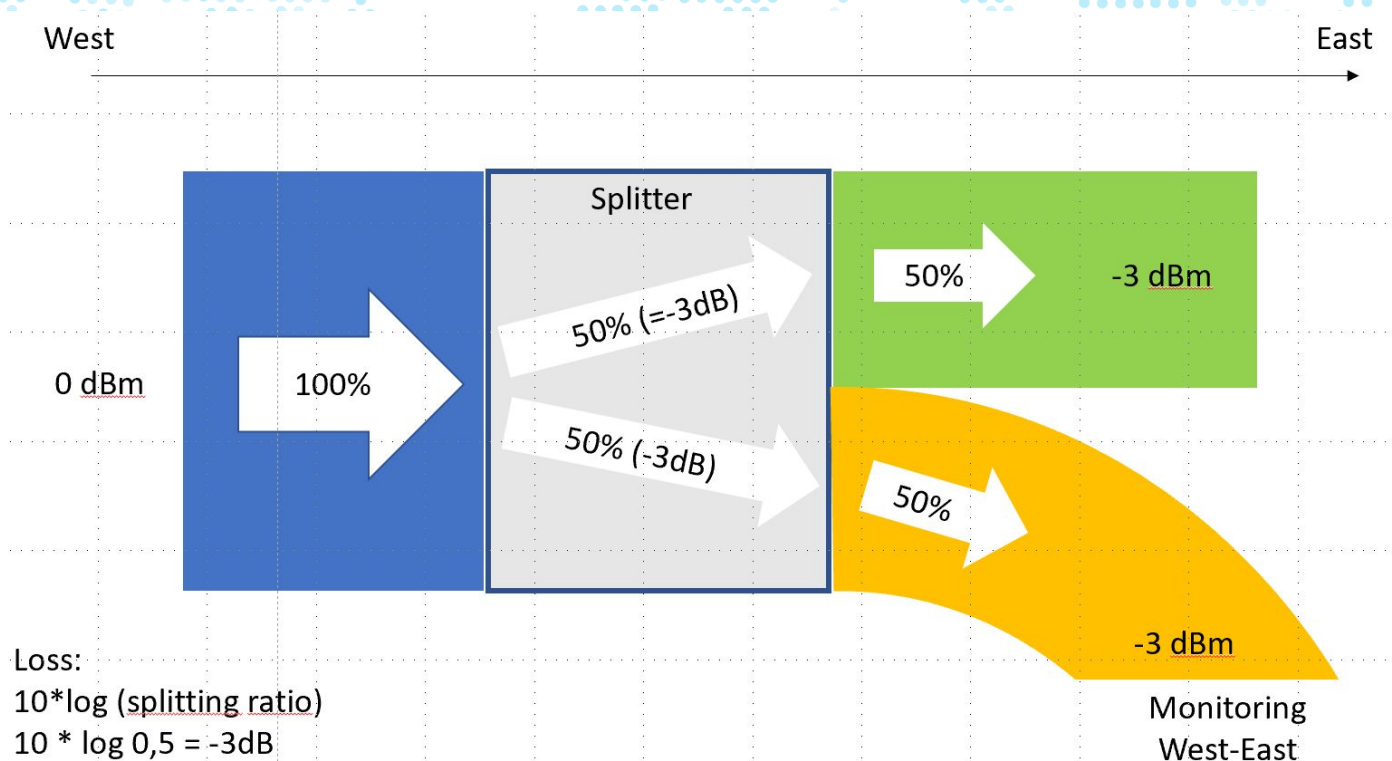 West
East
Splitter
50% (=-3dB)
50%
-3 dBm
0 dBm
100%
50% (-3dB)
50%
-3 dBm
Loss:
10*log (splitting ratio)
10 * log 0,5 = -3dB
Monitoring
West-East